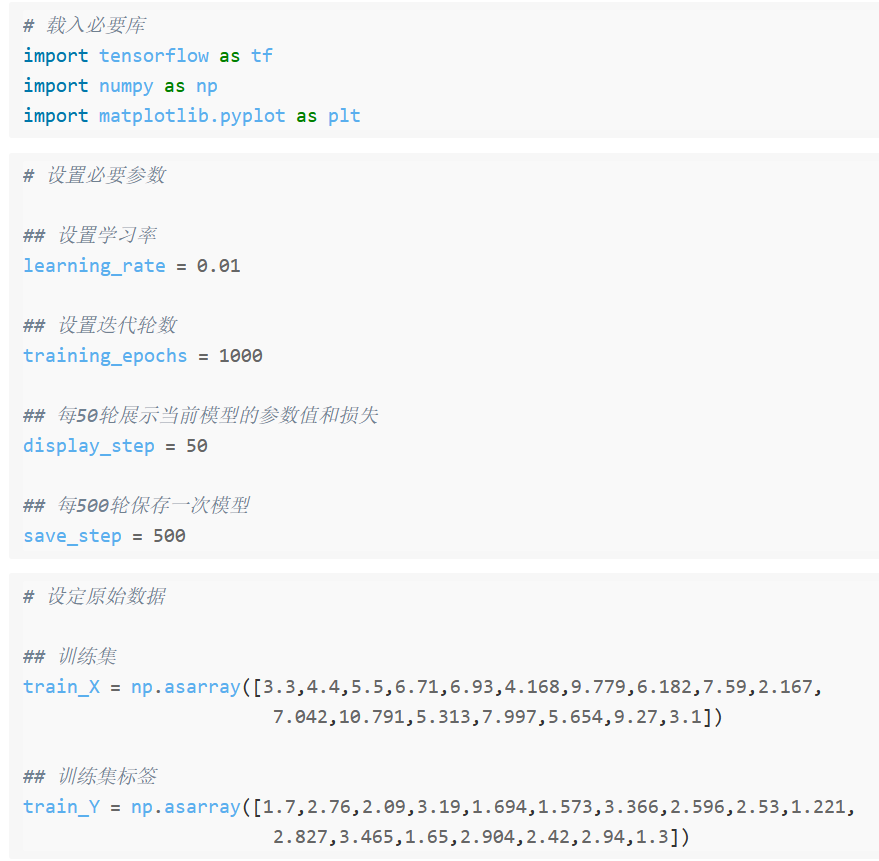 # 载入必要库
import tensorflow as tf
import numpy as np
import matplotlib.pyplot as plt
# 设置必要参数
## 设置学习率
learning_rate = 0.01
## 设置迭代轮数
training_epochs = 1000
## 每50轮展示当前模型的参数值和损失
display_step = 50
## 每500轮保存一次模型
save_step = 500
# 设定原始数据
## 训练集
train_X = np.asarray([3.3,4.4,5.5,6.71,6.93,4.168,9.779,6.182,7.59,2.167,
7.042,10.791,5.313,7.997,5.654,9.27,3.1])
## 训练集标签
train_Y = np.asarray([1.7,2.76,2.09,3.19,1.694,1.573,3.366,2.596,2.53,1.221,
2.827,3.465,1.65,2.904,2.42,2.94,1.3])